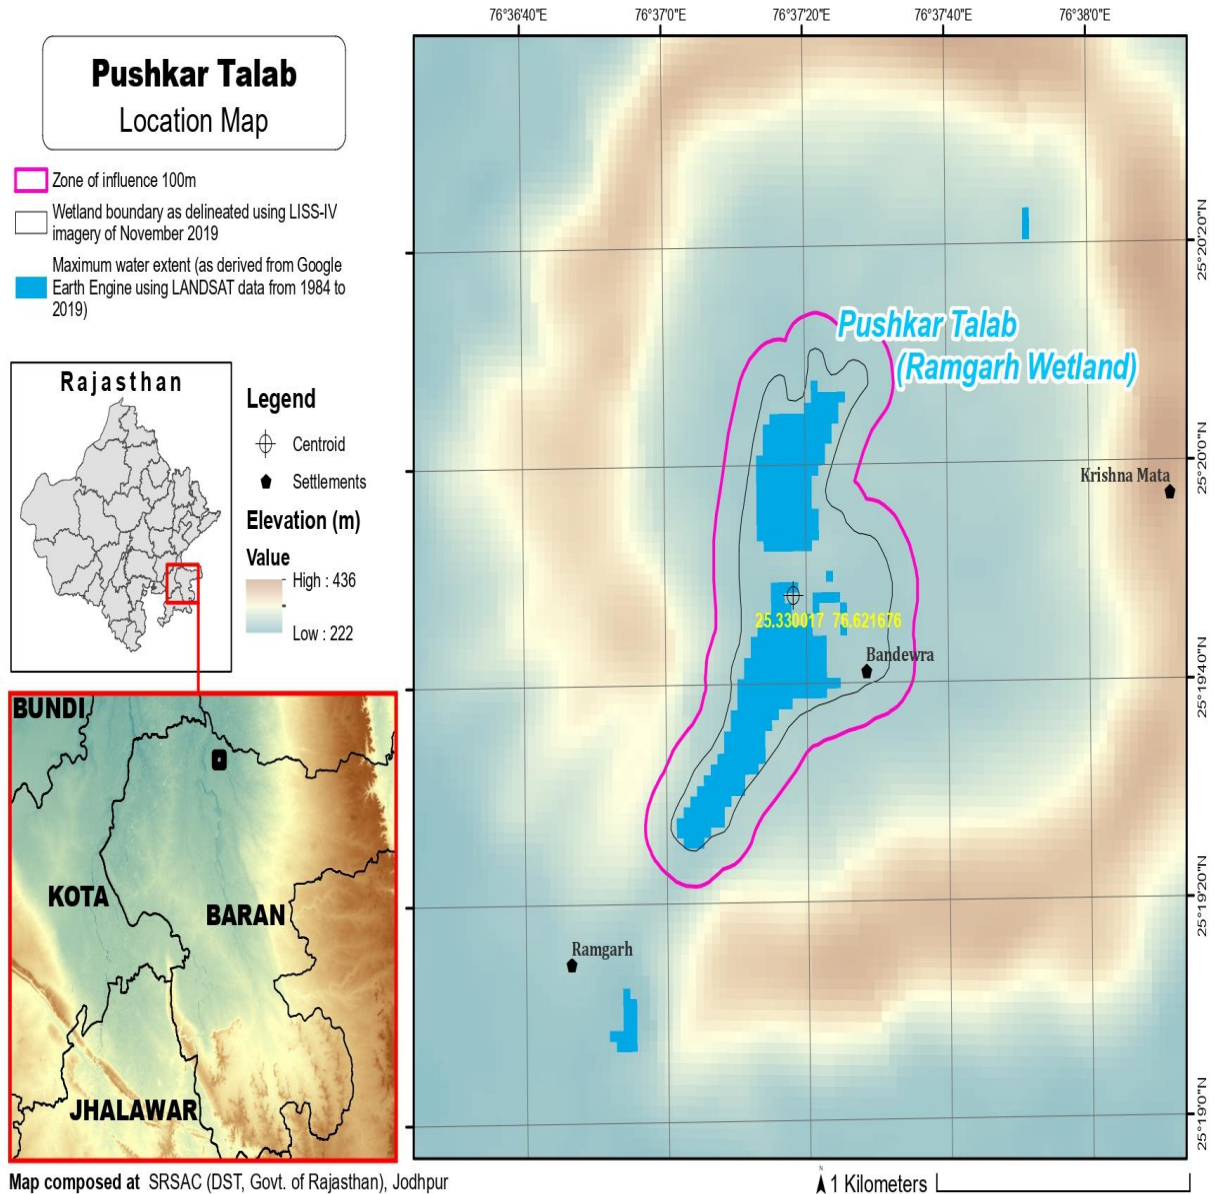 76°36'40"E
76°37'0"E
76°37'20"E
76°37'40"E
76°38'0"E
Pushkar Talab
Location Map
Zone of influence 100m
Wetland boundary as delineated using LISS-IV
imagery of November 2019
Maximum water extent (as derived from Google
Earth Engine using LANDSAT data from 1984 to
2019)
Rajasthan
Legend
Centroid
Settlements
Elevation (m)
Value
High : 436
Low : 222
BUNDI
KOTA
BARAN
JHALAWAR
Pushkar Talab
(Ramgarh Wetland)
Krishna Mata
25.330017 76.621676
Bandewra
Ramgarh
25°20'20"N
25°20'0"N
25°19'40"N
25°19'20"N
25°19'0"N
Map composed at SRSAC (DST, Govt. of Rajasthan), Jodhpur
N
1 Kilometers